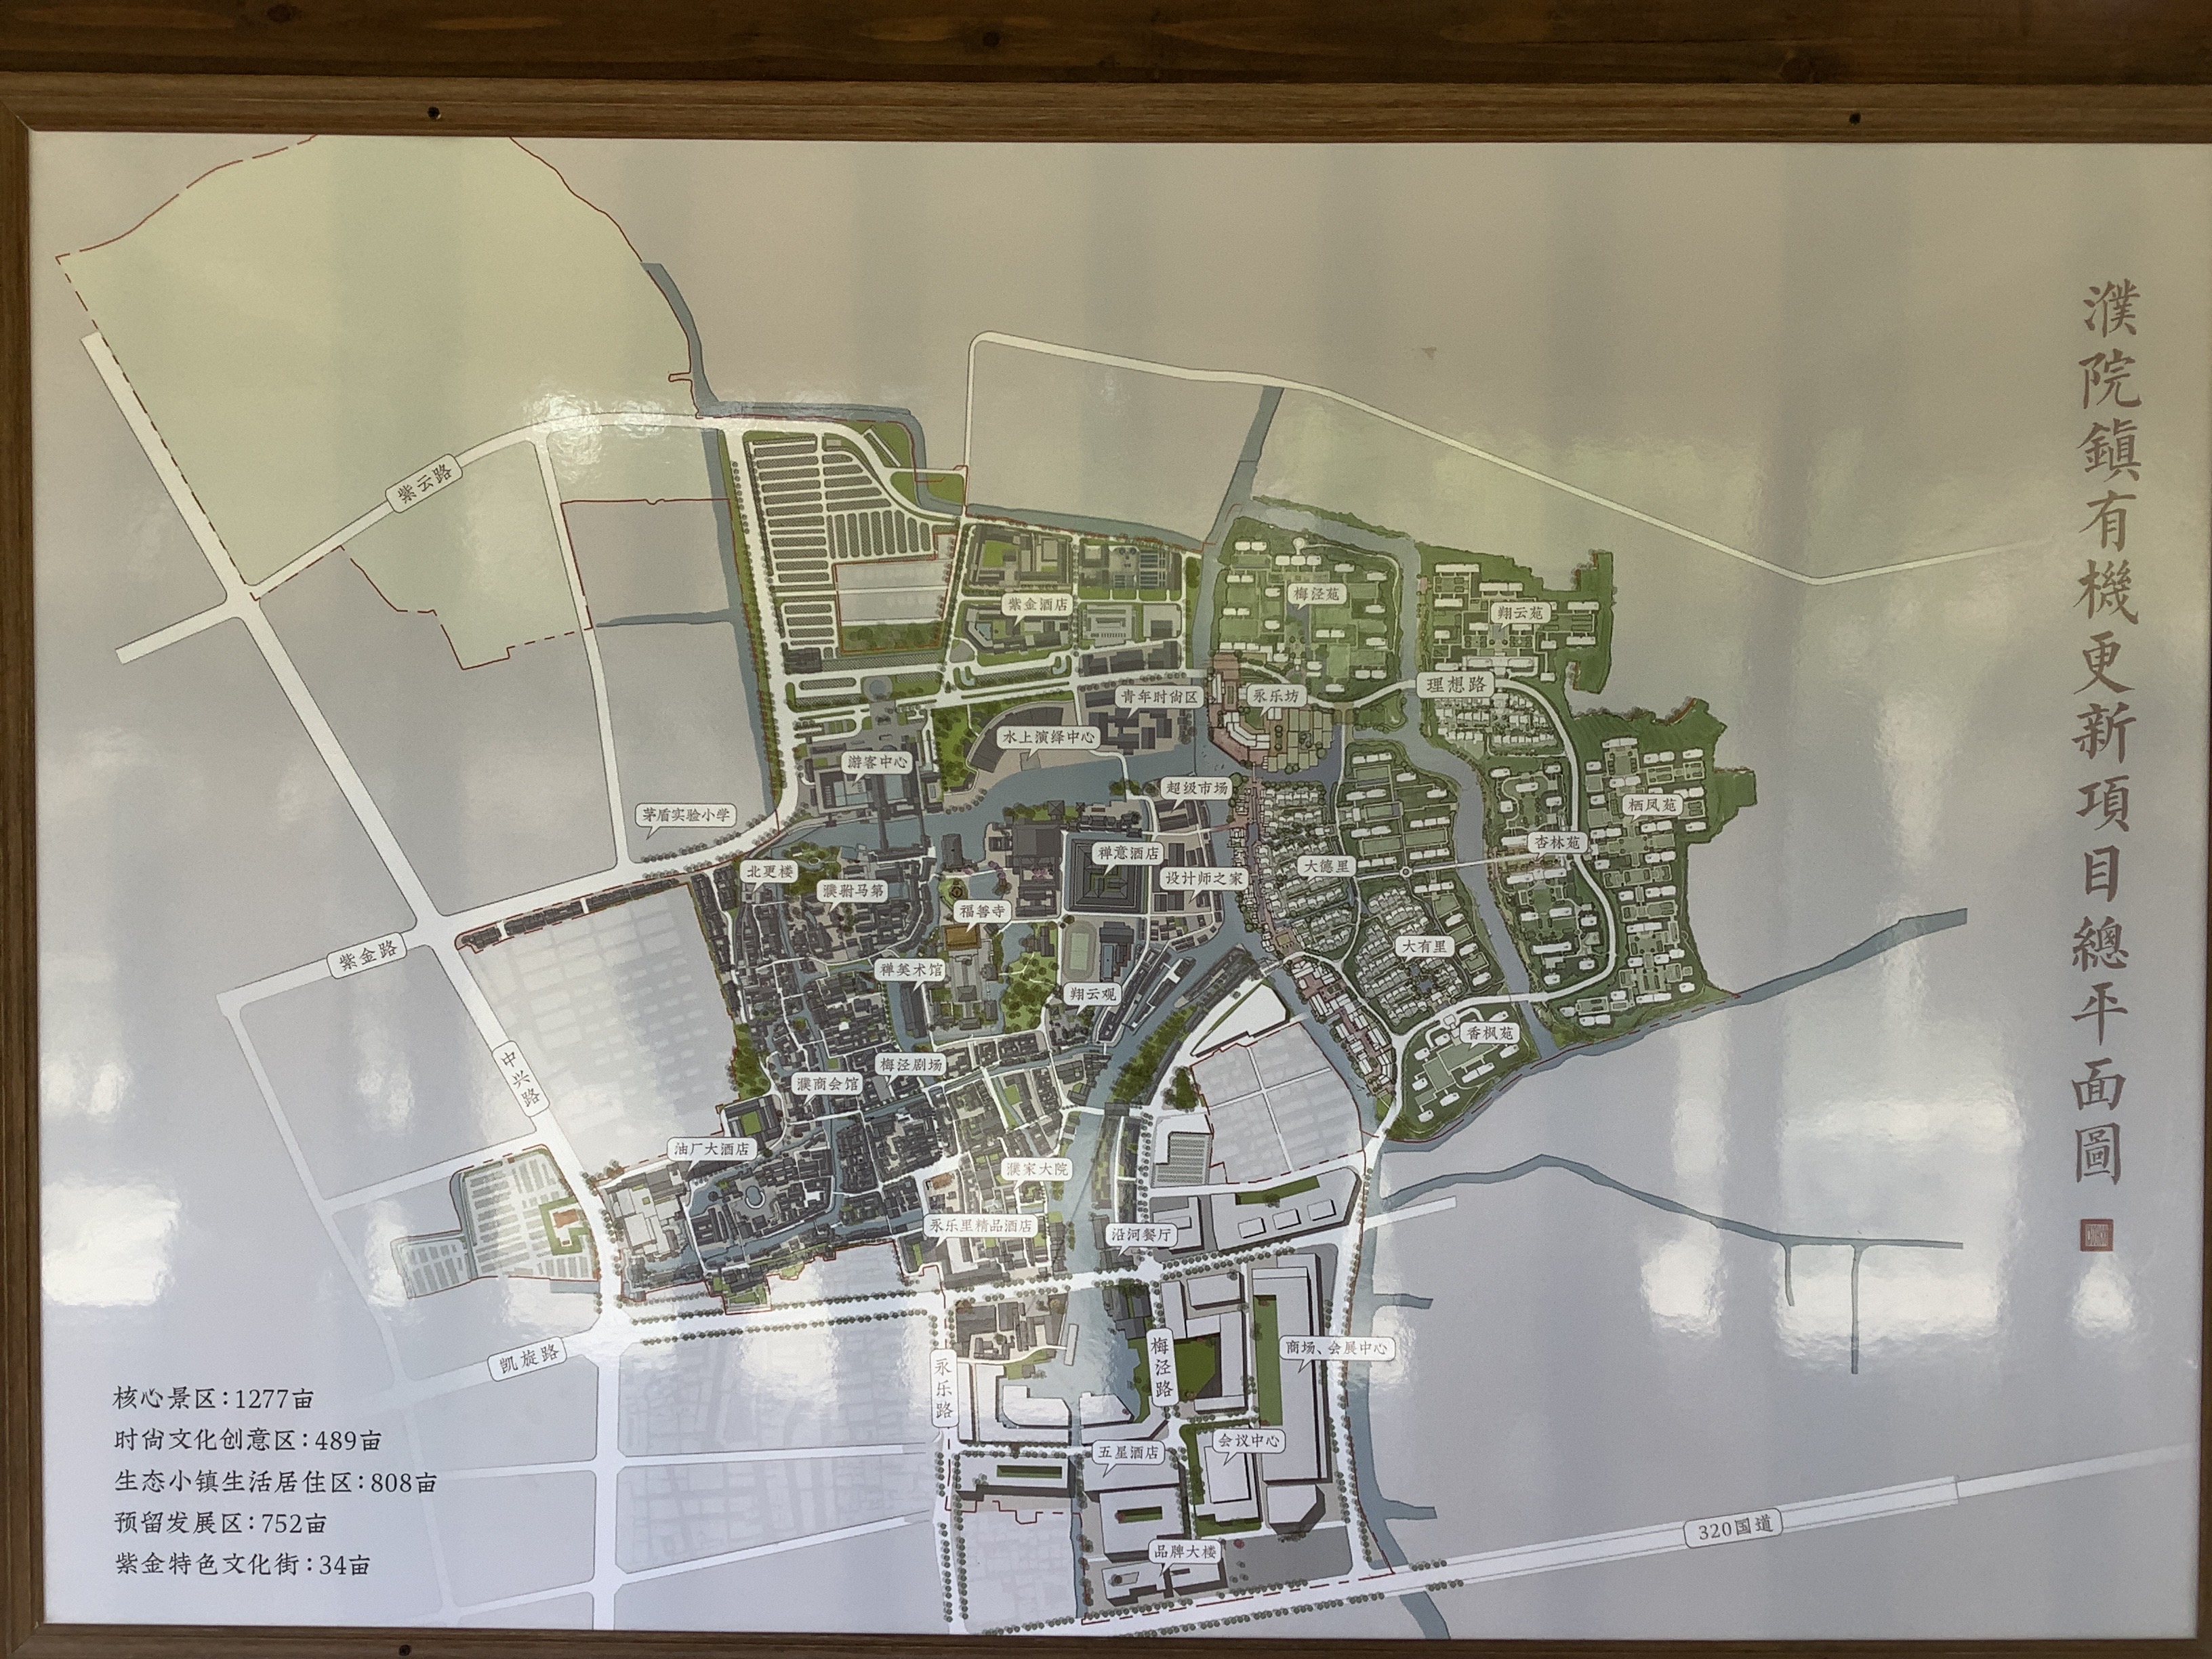 濮院鎮有機更新項目總平面圖
紫云路
紫金酒店
梅泾苑
翔云苑
理想路
青年时尚区
永乐坊
水上演绎中心
游客中心
超级市场
栖凤苑
茅盾实验小学
杏林苑
禅意酒店
大德里
北更楼
设计师之家
濮驸马第
福善寺
大有里
紫金路
禅美术馆
翔云观
香枫苑
中兴路
梅泾剧场
濮商会馆
油厂大酒店
濮家大院
永乐里精品酒店
沿河餐厅
凯旋路
永乐路
梅泾路
商场、会展中心
会议中心
五星酒店
品牌大楼
320国道
核心景区:1277亩
时尚文化创意区:489亩
生态小镇生活居住区:808亩
预留发展区:752亩
紫金特色文化街:34亩